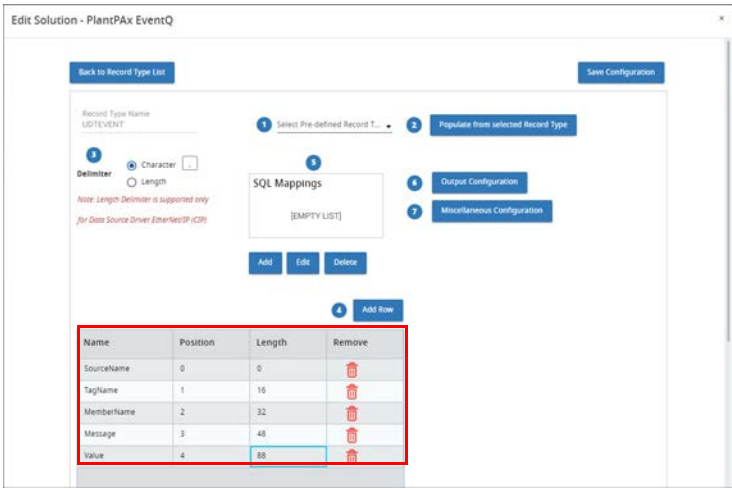 Edit Solution - PlantPAx EventQ
×
Back to Record Type List
Save Configuration
Record Type Name
UDTEVENT
1 Select Pre-defined Record T...
2 Populate from selected Record Type
3
Delimiter
Character .
Length
Note: Length Delimiter is supported only
for Data Source Driver EtherNet/IP (CIP)
5
SQL Mappings
[EMPTY LIST]
6 Output Configuration
7 Miscellaneous Configuration
Add Edit Delete
4 Add Row
Name Position Length Remove
SourceName 0 0
TagName 1 16
MemberName 2 32
Message 3 48
Value 4 88